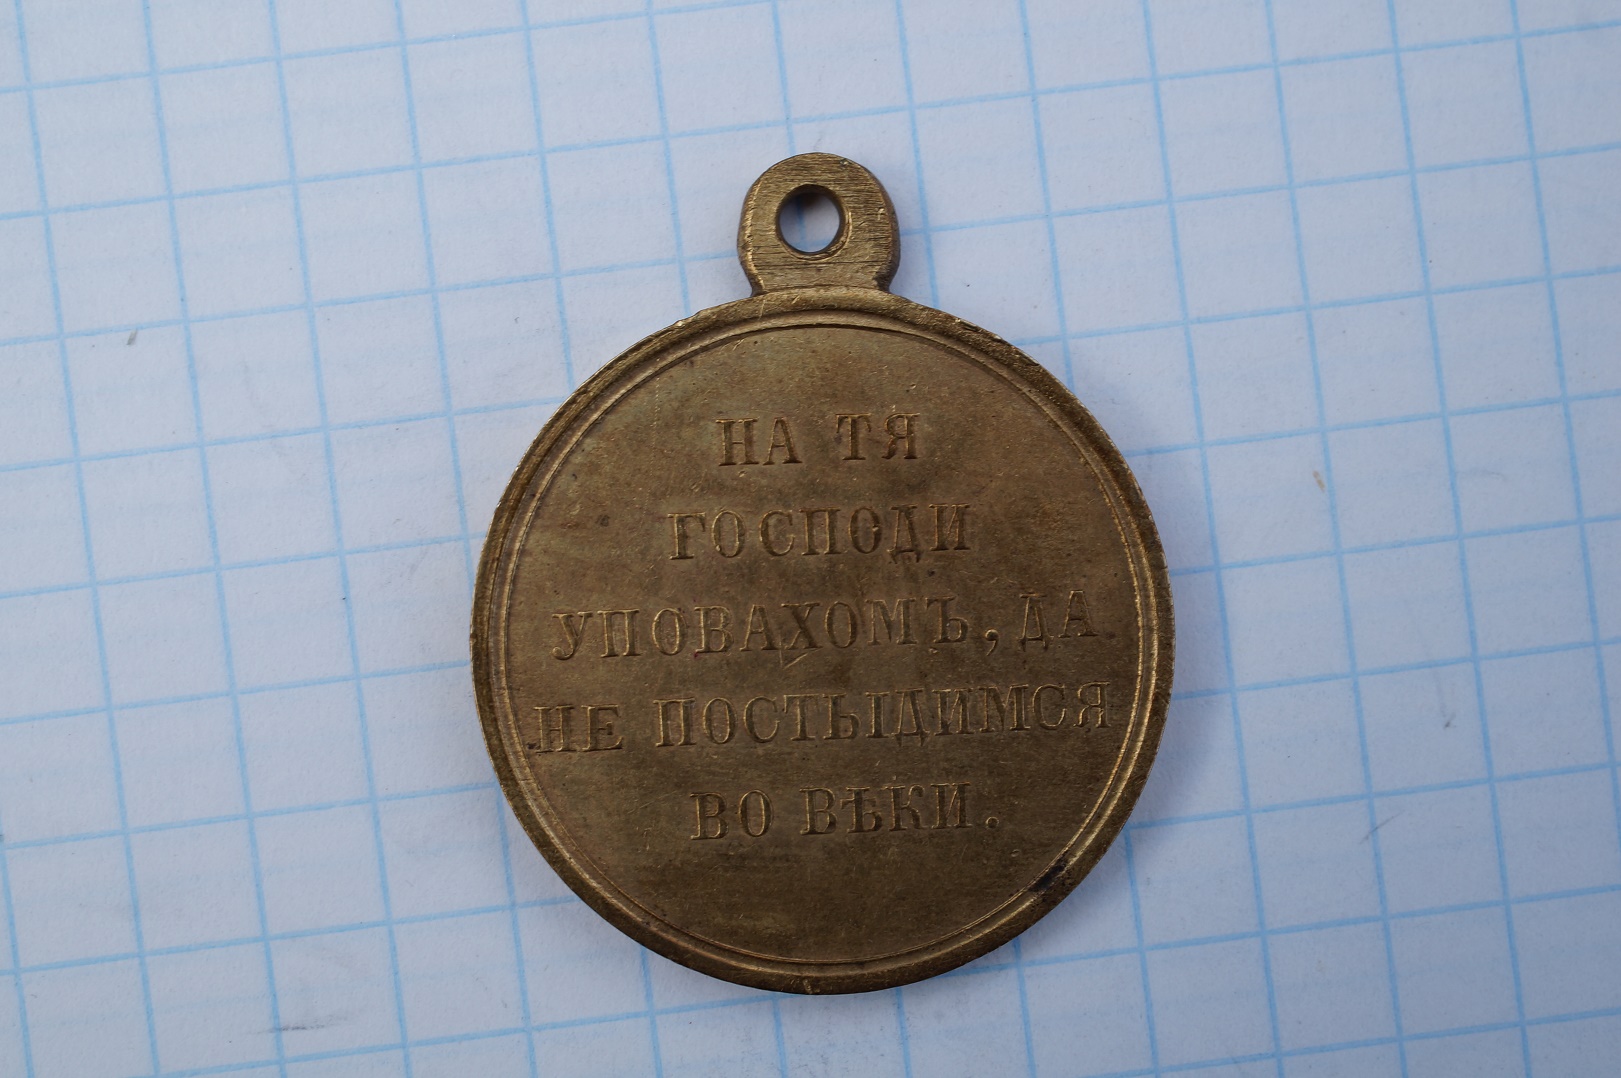 НА ТЯ
ГОСПОДИ
УПОВАХОМЪ, ДА
НЕ ПОСТЫДИМСЯ
ВО ВѢКИ.